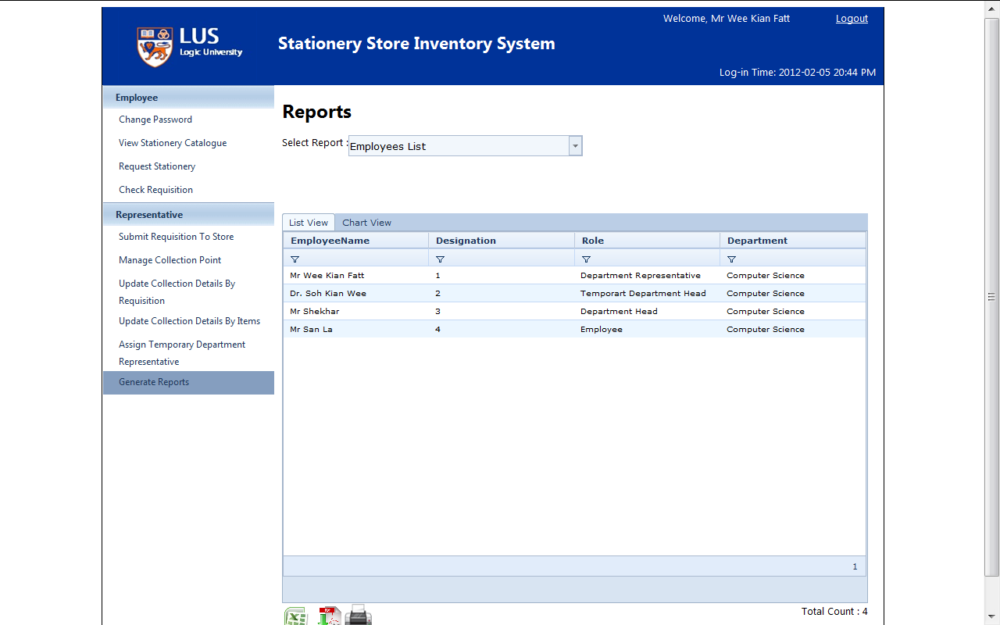 Welcome, Mr Wee Kian Fatt Logout
LUS
Logic University
Stationery Store Inventory System
Log-in Time: 2012-02-05 20:44 PM
Employee
Change Password
View Stationery Catalogue
Request Stationery
Check Requisition
Representative
Submit Requisition To Store
Manage Collection Point
Update Collection Details By
Requisition
Update Collection Details By Items
Assign Temporary Department
Representative
Generate Reports
Reports
Select Report : Employees List
List View Chart View
EmployeeName Designation Role Department
Mr Wee Kian Fatt 1 Department Representative Computer Science
Dr. Soh Kian Wee 2 Temporart Department Head Computer Science
Mr Shekhar 3 Department Head Computer Science
Mr San La 4 Employee Computer Science
1
Total Count : 4